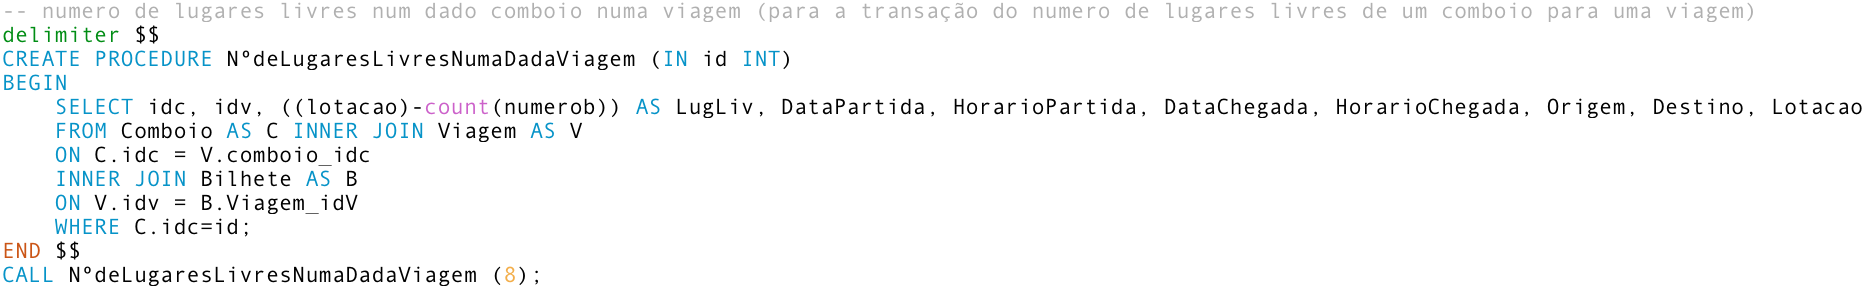 -- numero de lugares livres num dado comboio numa viagem (para a transação do numero de lugares livres de um comboio para uma viagem)
delimiter $$
CREATE PROCEDURE NºdeLugaresLivresNumaDadaViagem (IN id INT)
BEGIN
    SELECT idc, idv, ((lotacao)-count(numerob)) AS LugLiv, DataPartida, HorarioPartida, DataChegada, HorarioChegada, Origem, Destino, Lotacao
    FROM Comboio AS C INNER JOIN Viagem AS V
    ON C.idc = V.comboio_idc
    INNER JOIN Bilhete AS B
    ON V.idv = B.Viagem_idV
    WHERE C.idc=id;
END $$
CALL NºdeLugaresLivresNumaDadaViagem (8);